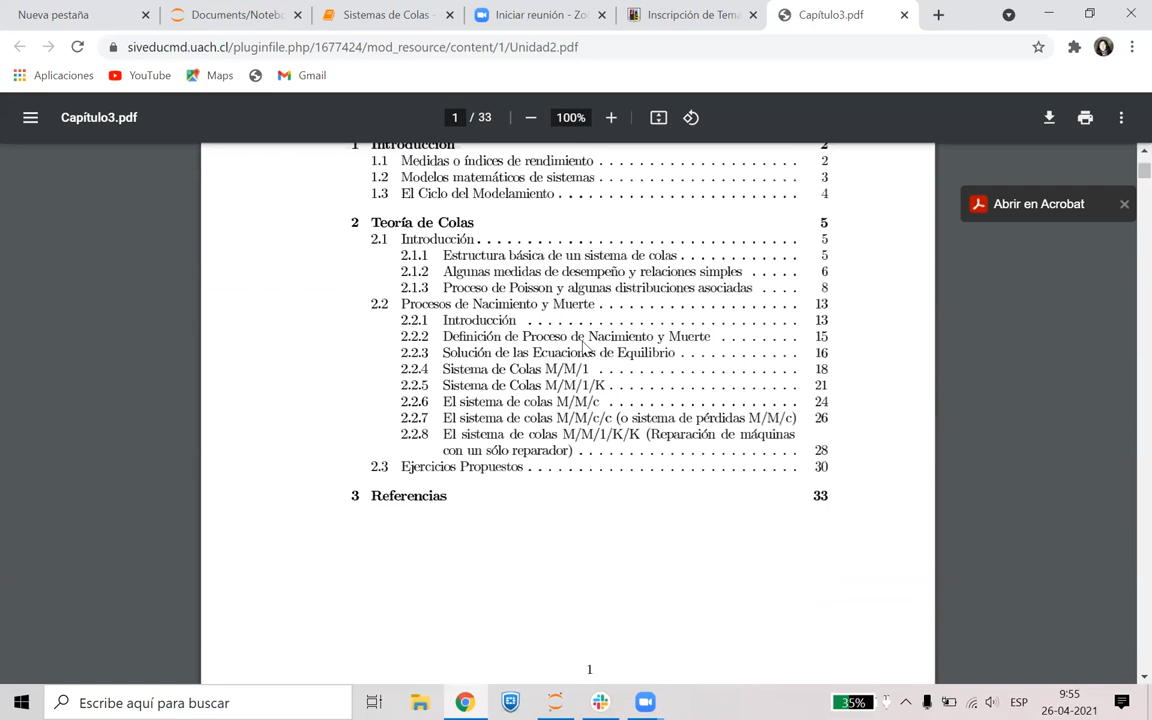 Nueva pestaña
Documents/Notebo
Sistemas de Colas -
Iniciar reunión - Zo
Inscripción de Tema
Capítulo3.pdf
siveducmd.uach.cl/pluginfile.php/1677424/mod_resource/content/1/Unidad2.pdf
Aplicaciones
YouTube
Maps
Gmail
Capítulo3.pdf
1 / 33
100%
Abrir en Acrobat
1 Introducción 2
1.1 Medidas o índices de rendimiento . . . . . . . . . . . . . . . . . . . . 2
1.2 Modelos matemáticos de sistemas . . . . . . . . . . . . . . . . . . . . 3
1.3 El Ciclo del Modelamiento . . . . . . . . . . . . . . . . . . . . . . . 4
2 Teoría de Colas 5
2.1 Introducción . . . . . . . . . . . . . . . . . . . . . . . . . . . . . 5
2.1.1 Estructura básica de un sistema de colas . . . . . . . . . . . . 5
2.1.2 Algunas medidas de desempeño y relaciones simples . . . . . 6
2.1.3 Proceso de Poisson y algunas distribuciones asociadas . . . . 8
2.2 Procesos de Nacimiento y Muerte . . . . . . . . . . . . . . . . . . . . 13
2.2.1 Introducción . . . . . . . . . . . . . . . . . . . . . . . . . . 13
2.2.2 Definición de Proceso de Nacimiento y Muerte . . . . . . . . 15
2.2.3 Solución de las Ecuaciones de Equilibrio . . . . . . . . . . . . 16
2.2.4 Sistema de Colas M/M/1 . . . . . . . . . . . . . . . . . . . . 18
2.2.5 Sistema de Colas M/M/1/K . . . . . . . . . . . . . . . . . . . 21
2.2.6 El sistema de colas M/M/c . . . . . . . . . . . . . . . . . . . 24
2.2.7 El sistema de colas M/M/c/c (o sistema de pérdidas M/M/c) 26
2.2.8 El sistema de colas M/M/1/K/K (Reparación de máquinas
con un sólo reparador) . . . . . . . . . . . . . . . . . . . . . 28
2.3 Ejercicios Propuestos . . . . . . . . . . . . . . . . . . . . . . . . . 30
3 Referencias 33
1
Escribe aquí para buscar
35%
ESP
9:55
26-04-2021